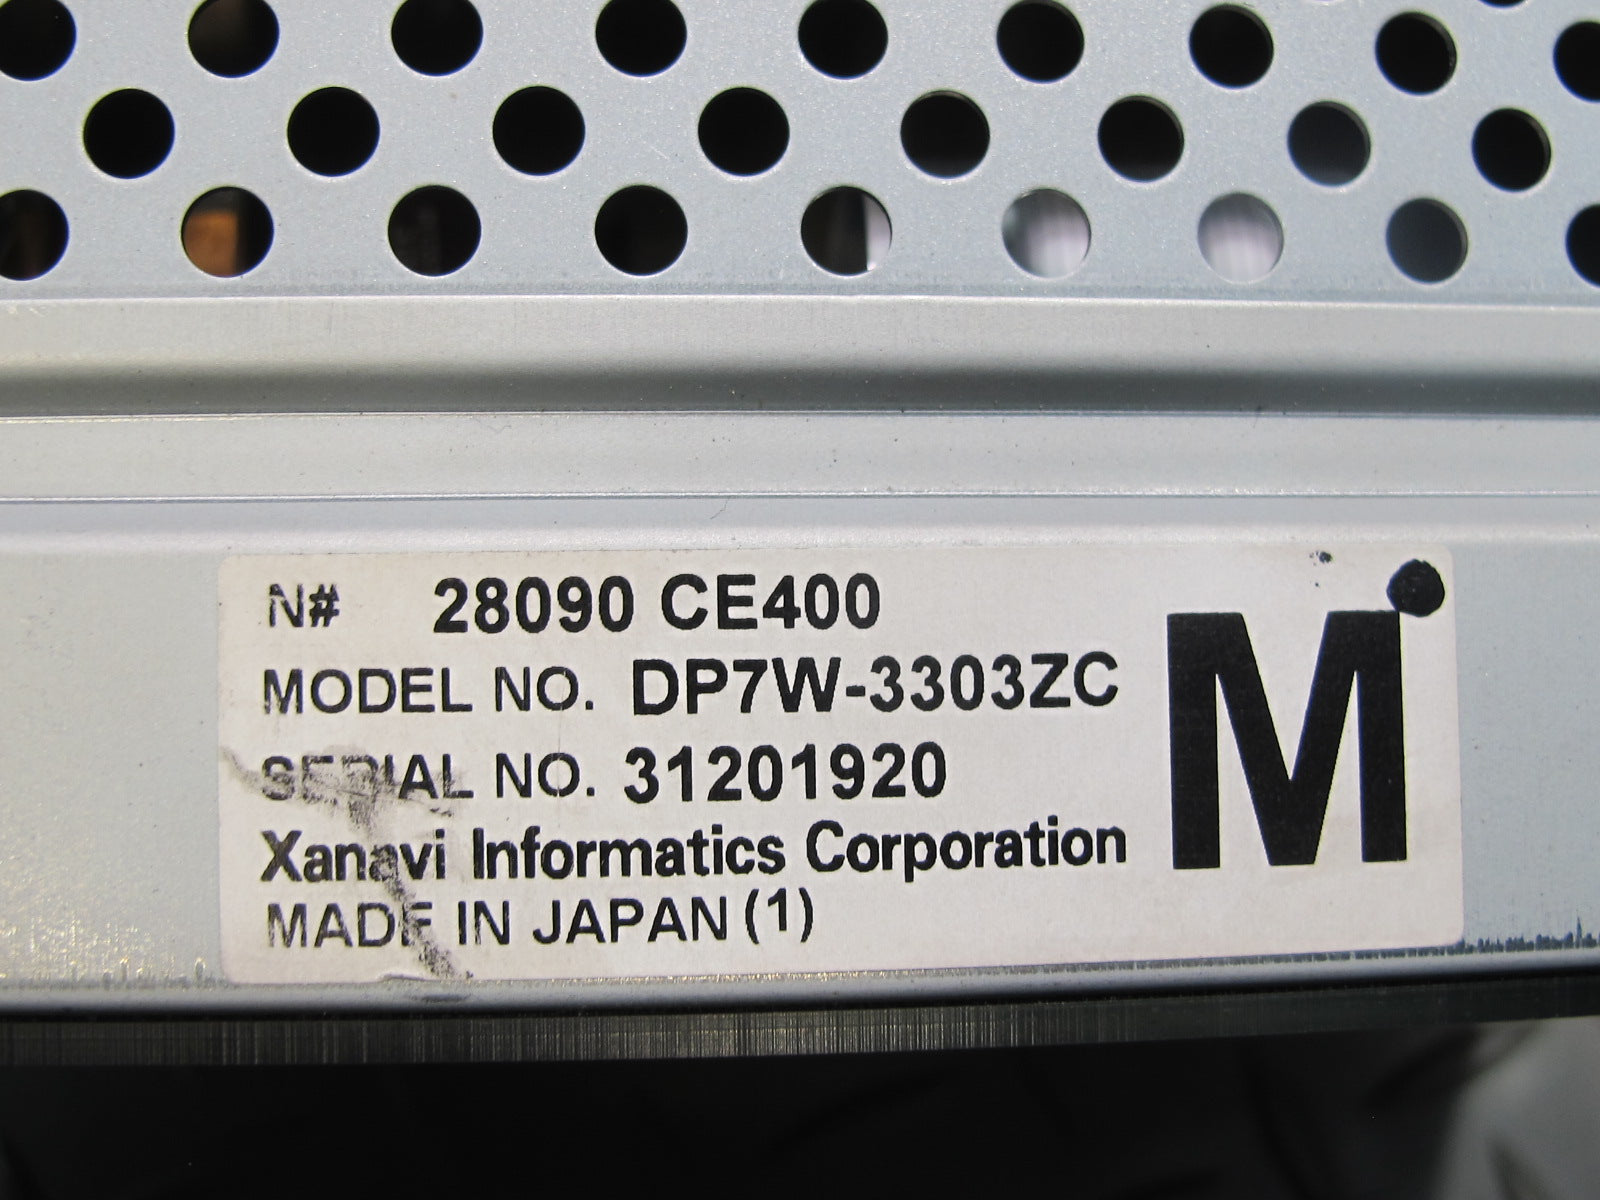 N# 28090 CE400
MODEL NO. DP7W-3303ZC
SERIAL NO. 31201920
Xanavi Informatics Corporation
MADE IN JAPAN (1)
M